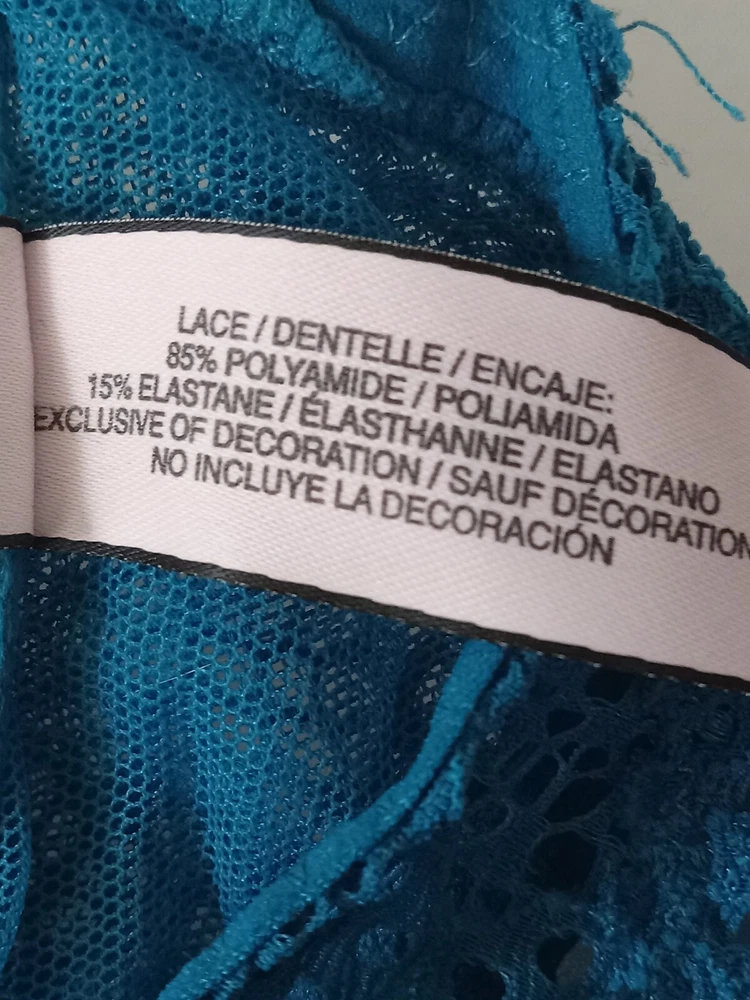 LACE / DENTELLE / ENCAJE:
85% POLYAMIDE / POLIAMIDA
15% ELASTANE / ÉLASTHANNE / ELASTANO
EXCLUSIVE OF DECORATION / SAUF DÉCORATION
NO INCLUYE LA DECORACIÓN